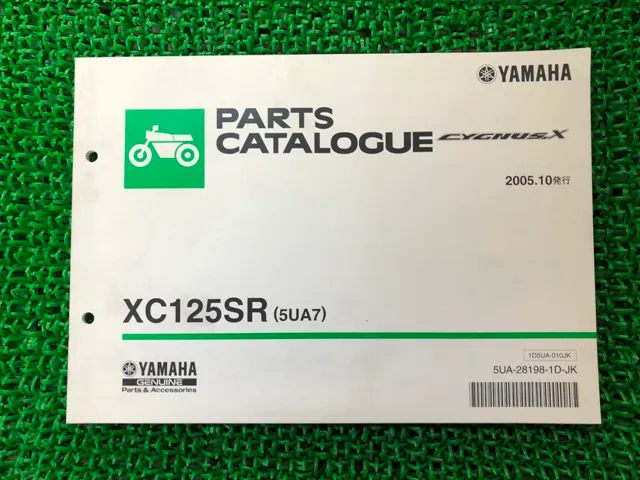 YAMAHA
PARTS
CATALOGUE
CYGNUS,X
2005.10発行
XC125SR (5UA7)
YAMAHA
GENUINE
Parts & Accessories
1D5UA-010JK
5UA-28198-1D-JK